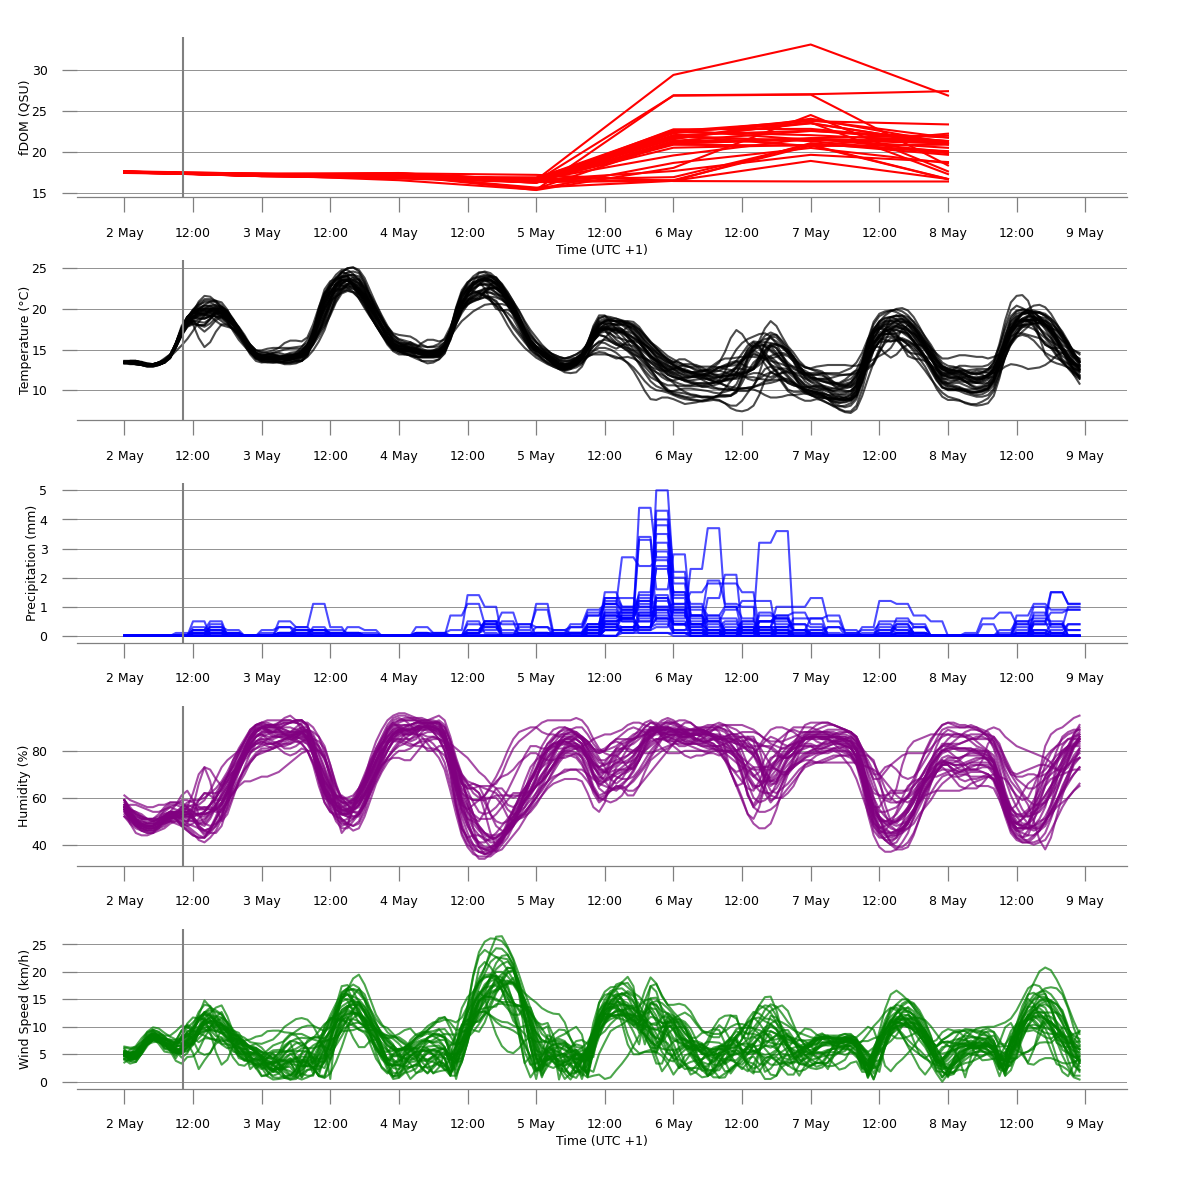 fDOM (QSU)
30
25
20
15
2 May 12:00 3 May 12:00 4 May 12:00 5 May 12:00 6 May 12:00 7 May 12:00 8 May 12:00 9 May
Time (UTC +1)
Temperature (°C)
25
20
15
10
2 May 12:00 3 May 12:00 4 May 12:00 5 May 12:00 6 May 12:00 7 May 12:00 8 May 12:00 9 May
Precipitation (mm)
5
4
3
2
1
0
2 May 12:00 3 May 12:00 4 May 12:00 5 May 12:00 6 May 12:00 7 May 12:00 8 May 12:00 9 May
Humidity (%)
80
60
40
2 May 12:00 3 May 12:00 4 May 12:00 5 May 12:00 6 May 12:00 7 May 12:00 8 May 12:00 9 May
Wind Speed (km/h)
25
20
15
10
5
0
2 May 12:00 3 May 12:00 4 May 12:00 5 May 12:00 6 May 12:00 7 May 12:00 8 May 12:00 9 May
Time (UTC +1)